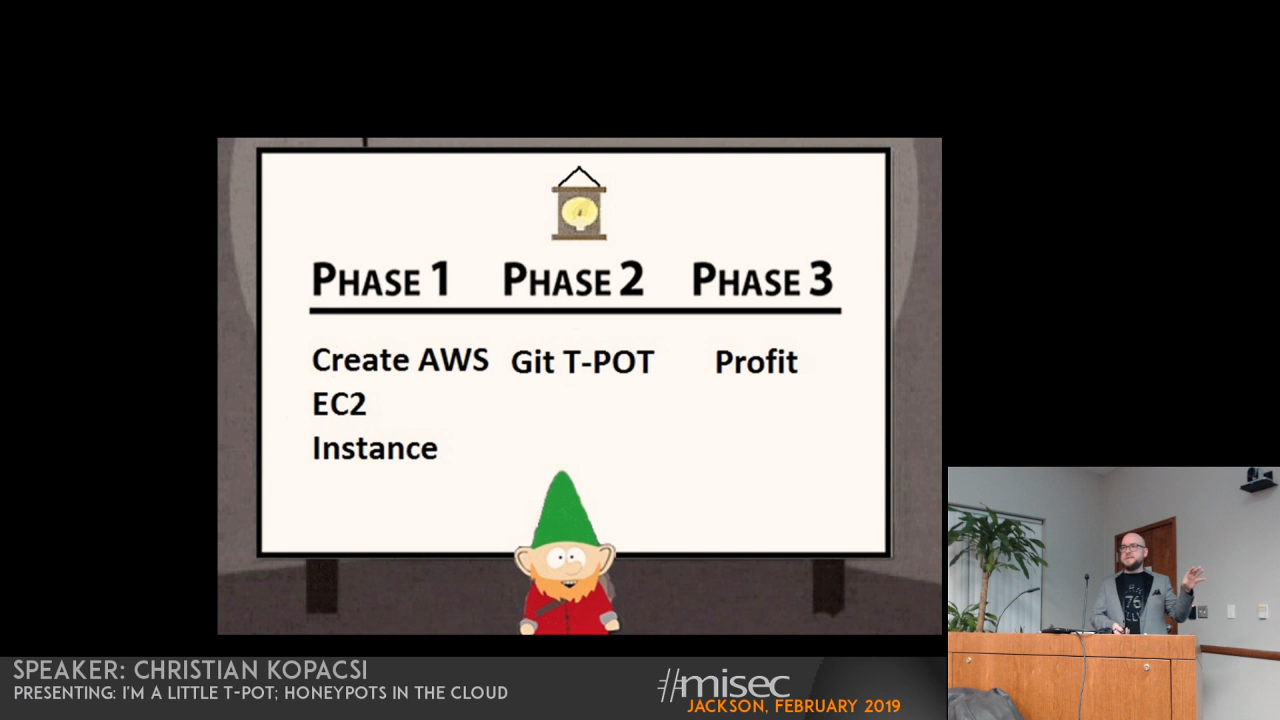 PHASE 1 PHASE 2 PHASE 3
Create AWS Git T-POT Profit
EC2
Instance
76
SPEAKER: CHRISTIAN KOPACSI
PRESENTING: I'M A LITTLE T-POT; HONEYPOTS IN THE CLOUD
#misec
JACKSON, FEBRUARY 2019